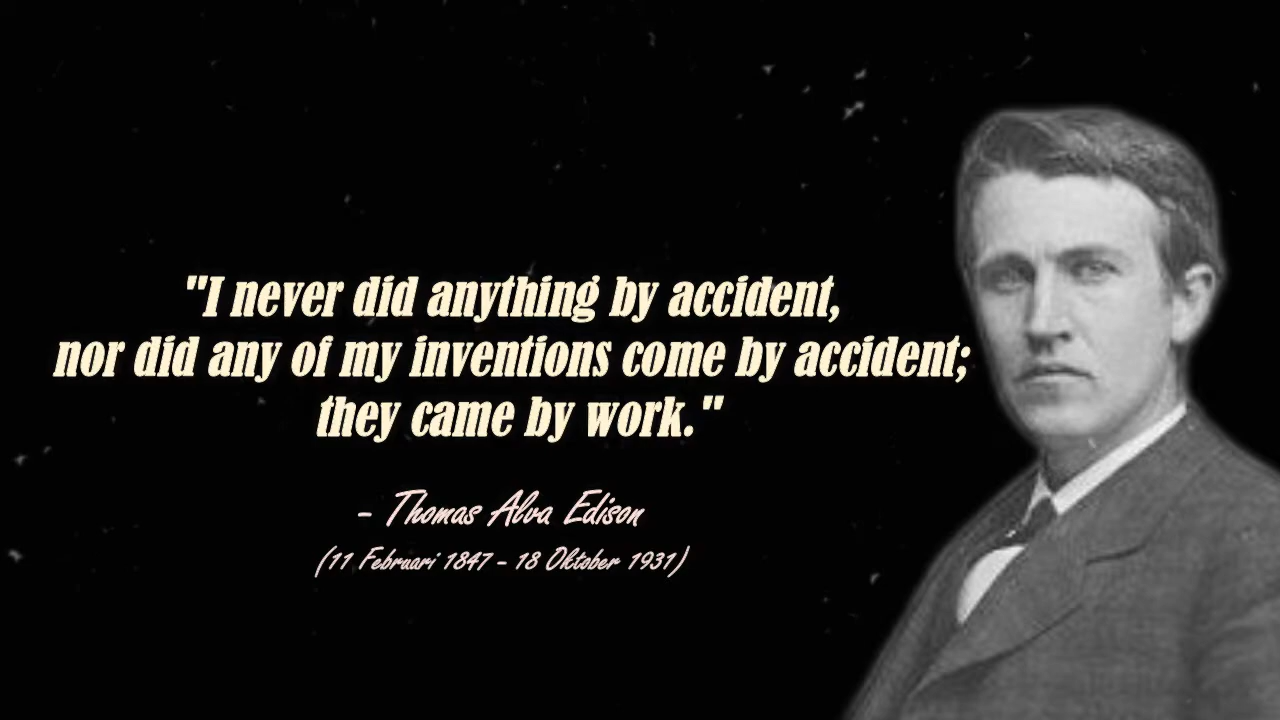 "I never did anything by accident,
nor did any of my inventions come by accident;
they came by work."
- Thomas Alva Edison
(11 Februari 1847 - 18 Oktober 1931)